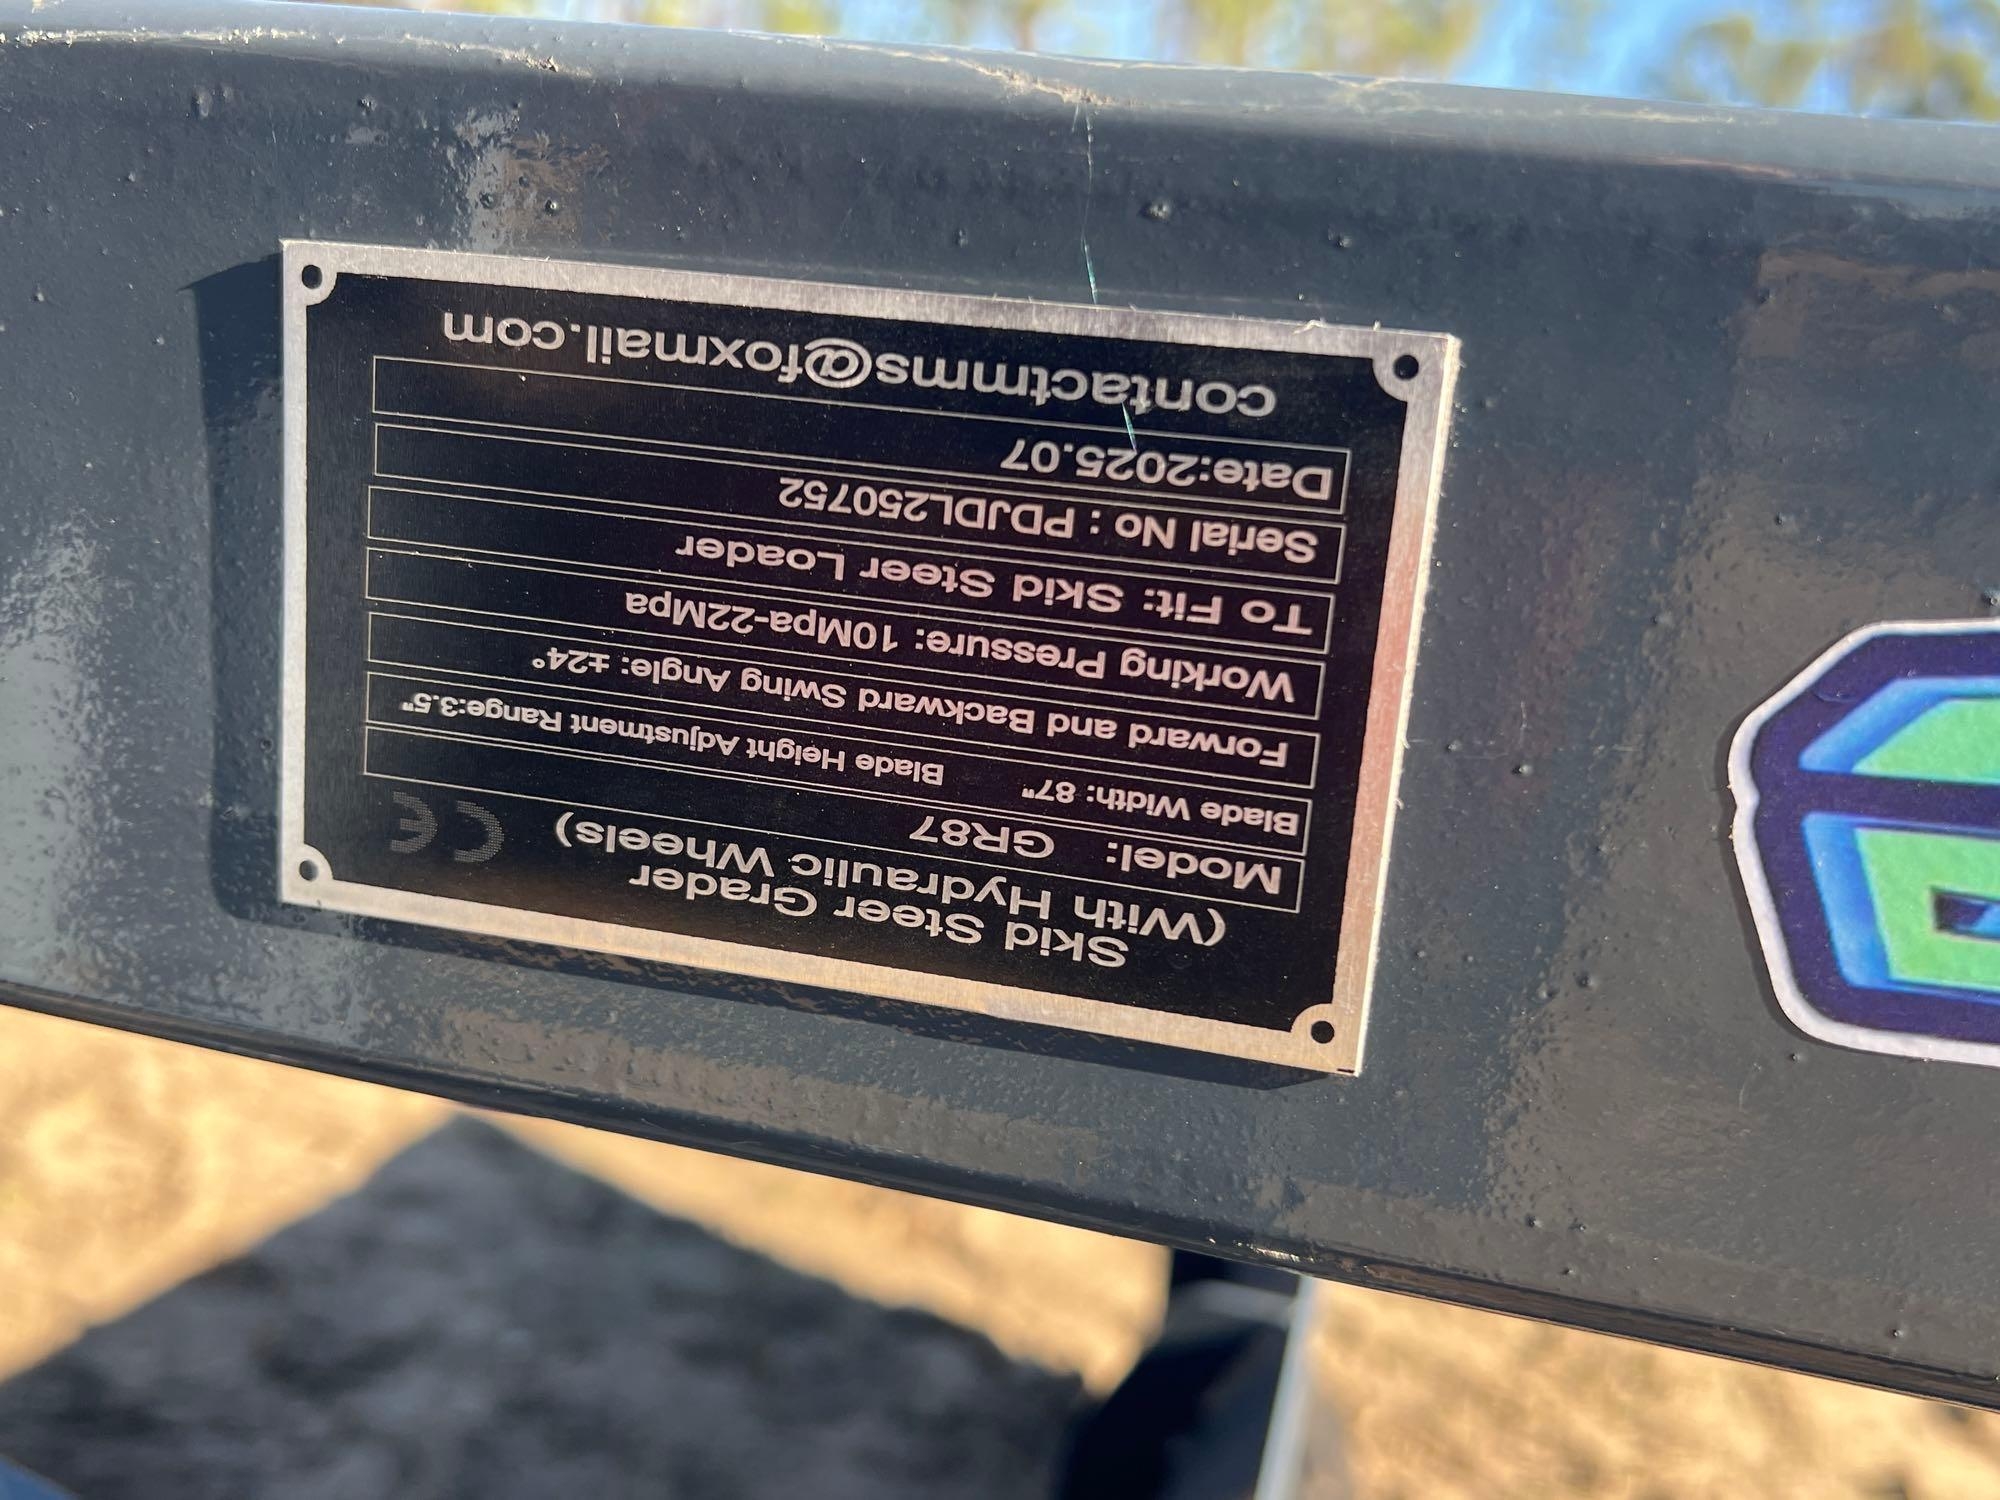 Skid Steer Grader
(With Hydraulic Wheels)
CE
Model: GR87
Blade Width: 87" Blade Height Adjustment Range:3.5"
Forward and Backward Swing Angle: ±24°
Working Pressure: 10Mpa-22Mpa
To Fit: Skid Steer Loader
Serial No : PDJDL250752
Date:2025.07
contactmms@foxmail.com